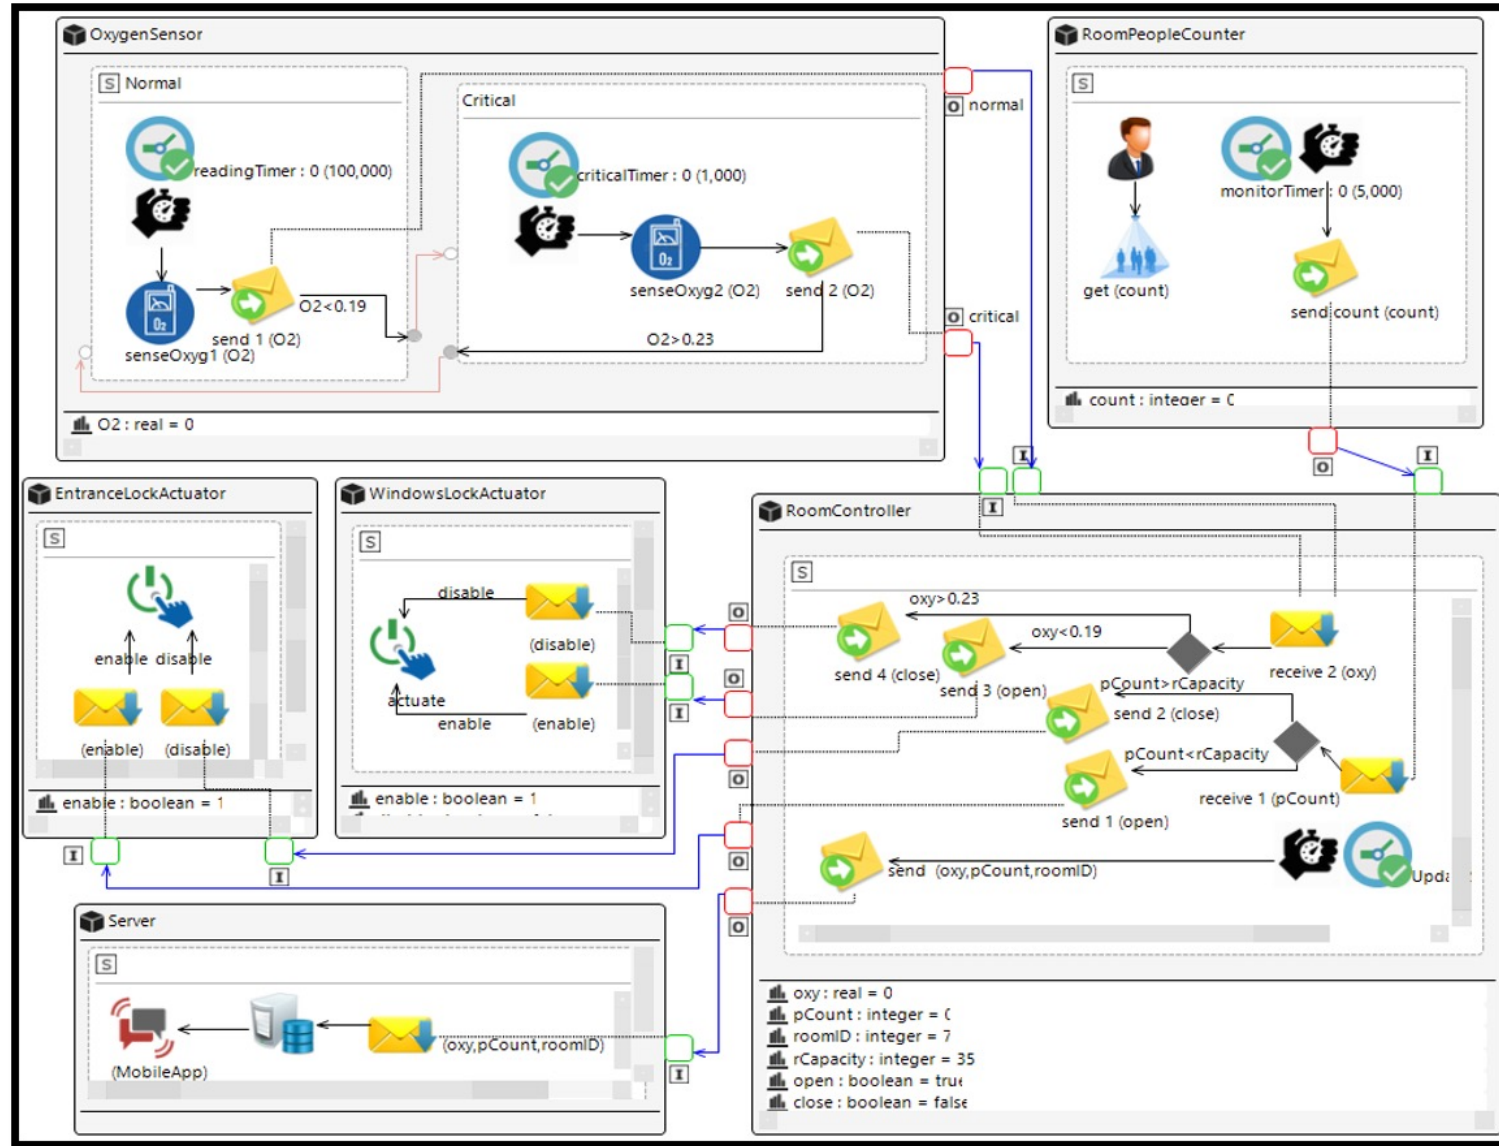 OxygenSensor
S Normal
readingTimer : 0 (100,000)
senseOxyg1 (O2)
send 1 (O2)
O2<0.19
Critical
criticalTimer : 0 (1,000)
senseOxyg2 (O2)
send 2 (O2)
O2>0.23
O2 : real = 0
O normal
O critical
RoomPeopleCounter
S
get (count)
monitorTimer : 0 (5,000)
send count (count)
count : integer = 0
O
I
I
I
EntranceLockActuator
S
enable disable
(enable) (disable)
enable : boolean = 1
I
I
WindowsLockActuator
S
disable
(disable)
actuate
enable
(enable)
enable : boolean = 1
I
I
RoomController
S
oxy>0.23
oxy<0.19
send 4 (close)
send 3 (open)
receive 2 (oxy)
pCount>rCapacity
send 2 (close)
pCount<rCapacity
receive 1 (pCount)
send 1 (open)
send (oxy,pCount,roomID)
Upda
O
O
O
O
O
oxy : real = 0
pCount : integer = 0
roomID : integer = 7
rCapacity : integer = 35
open : boolean = true
close : boolean = false
Server
S
(MobileApp)
(oxy,pCount,roomID)
I